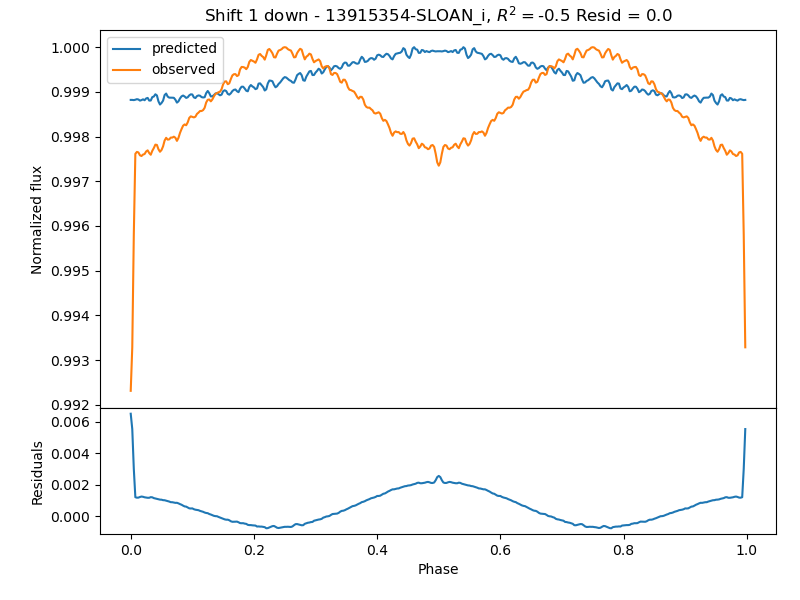 Shift 1 down - 13915354-SLOAN_i, $R^2 = $-0.5 Resid = 0.0
predicted
observed
Normalized flux
1.000
0.999
0.998
0.997
0.996
0.995
0.994
0.993
0.992
Residuals
0.006
0.004
0.002
0.000
0.0 0.2 0.4 0.6 0.8 1.0
Phase